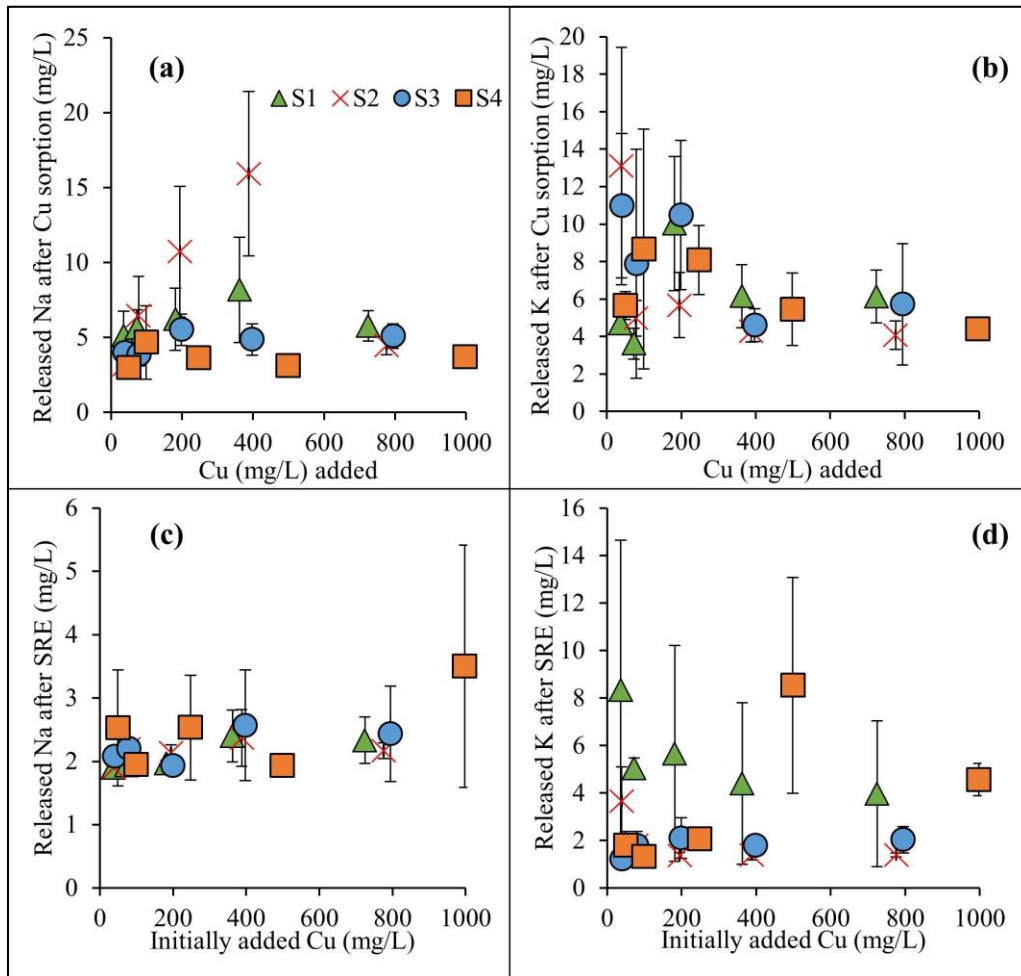 (a)
Released Na after Cu sorption (mg/L)
25
20
15
10
5
0
S1 S2 S3 S4
0 200 400 600 800 1000
Cu (mg/L) added
(b)
Released K after Cu sorption (mg/L)
20
18
16
14
12
10
8
6
4
2
0
0 200 400 600 800 1000
Cu (mg/L) added
(c)
Released Na after SRE (mg/L)
6
5
4
3
2
1
0
0 200 400 600 800 1000
Initially added Cu (mg/L)
(d)
Released K after SRE (mg/L)
16
14
12
10
8
6
4
2
0
0 200 400 600 800 1000
Initially added Cu (mg/L)